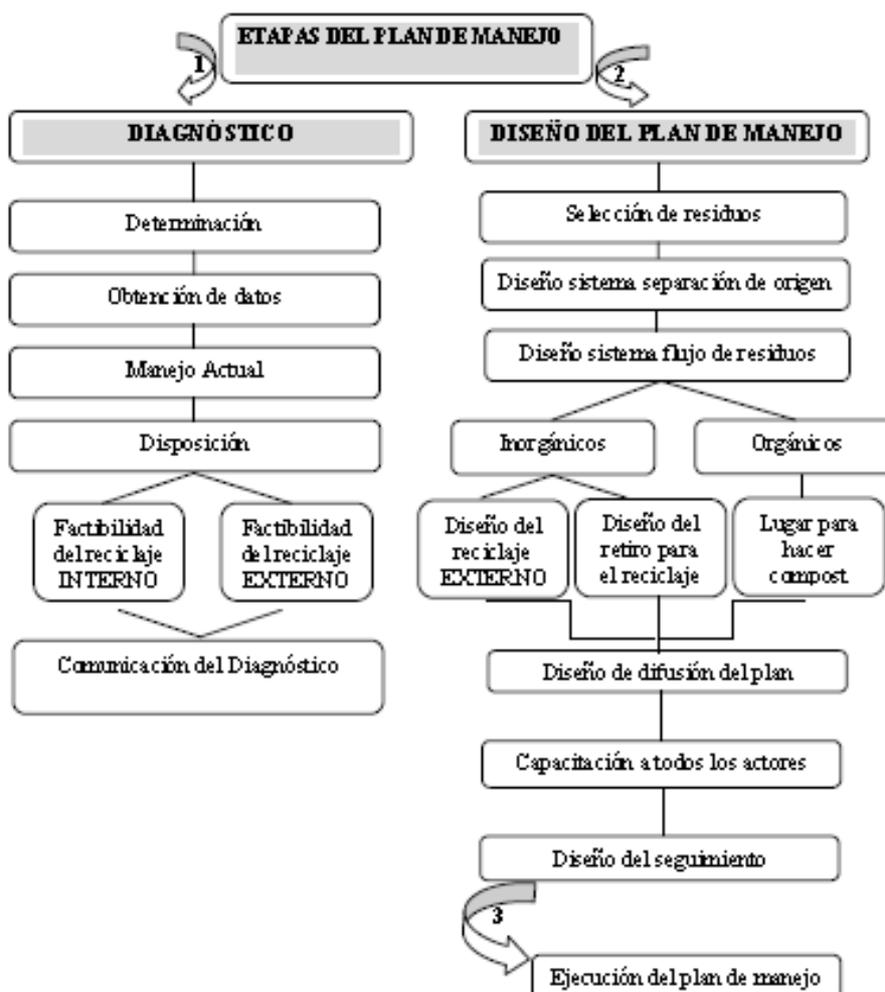 ETAPAS DEL PLAN DE MANEJO
1
2
DIAGNÓSTICO
Determinación
Obtención de datos
Manejo Actual
Disposición
Factibilidad
del reciclaje
INTERNO
Factibilidad
del reciclaje
EXTERNO
Comunicación del Diagnóstico
DISEÑO DEL PLAN DE MANEJO
Selección de residuos
Diseño sistema separación de origen
Diseño sistema flujo de residuos
Inorgánicos
Orgánicos
Diseño del
reciclaje
EXTERNO
Diseño del
retiro para
el reciclaje
Lugar para
hacer
compost.
Diseño de difusión del plan
Capacitación a todos los actores
Diseño del seguimiento
3
Ejecución del plan de manejo